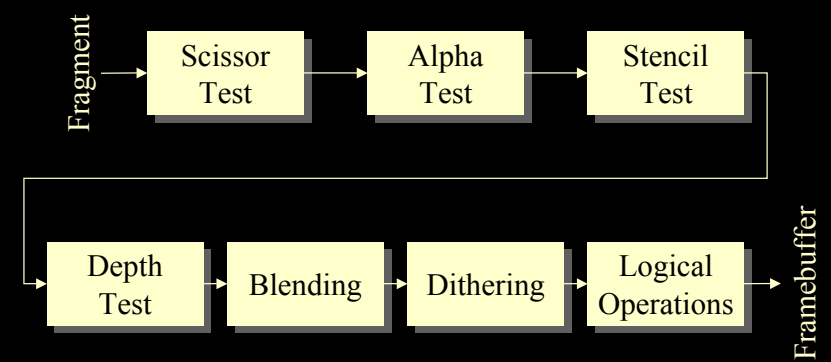 Fragment
Scissor
Test
Alpha
Test
Stencil
Test
Depth
Test
Blending
Dithering
Logical
Operations
Framebuffer